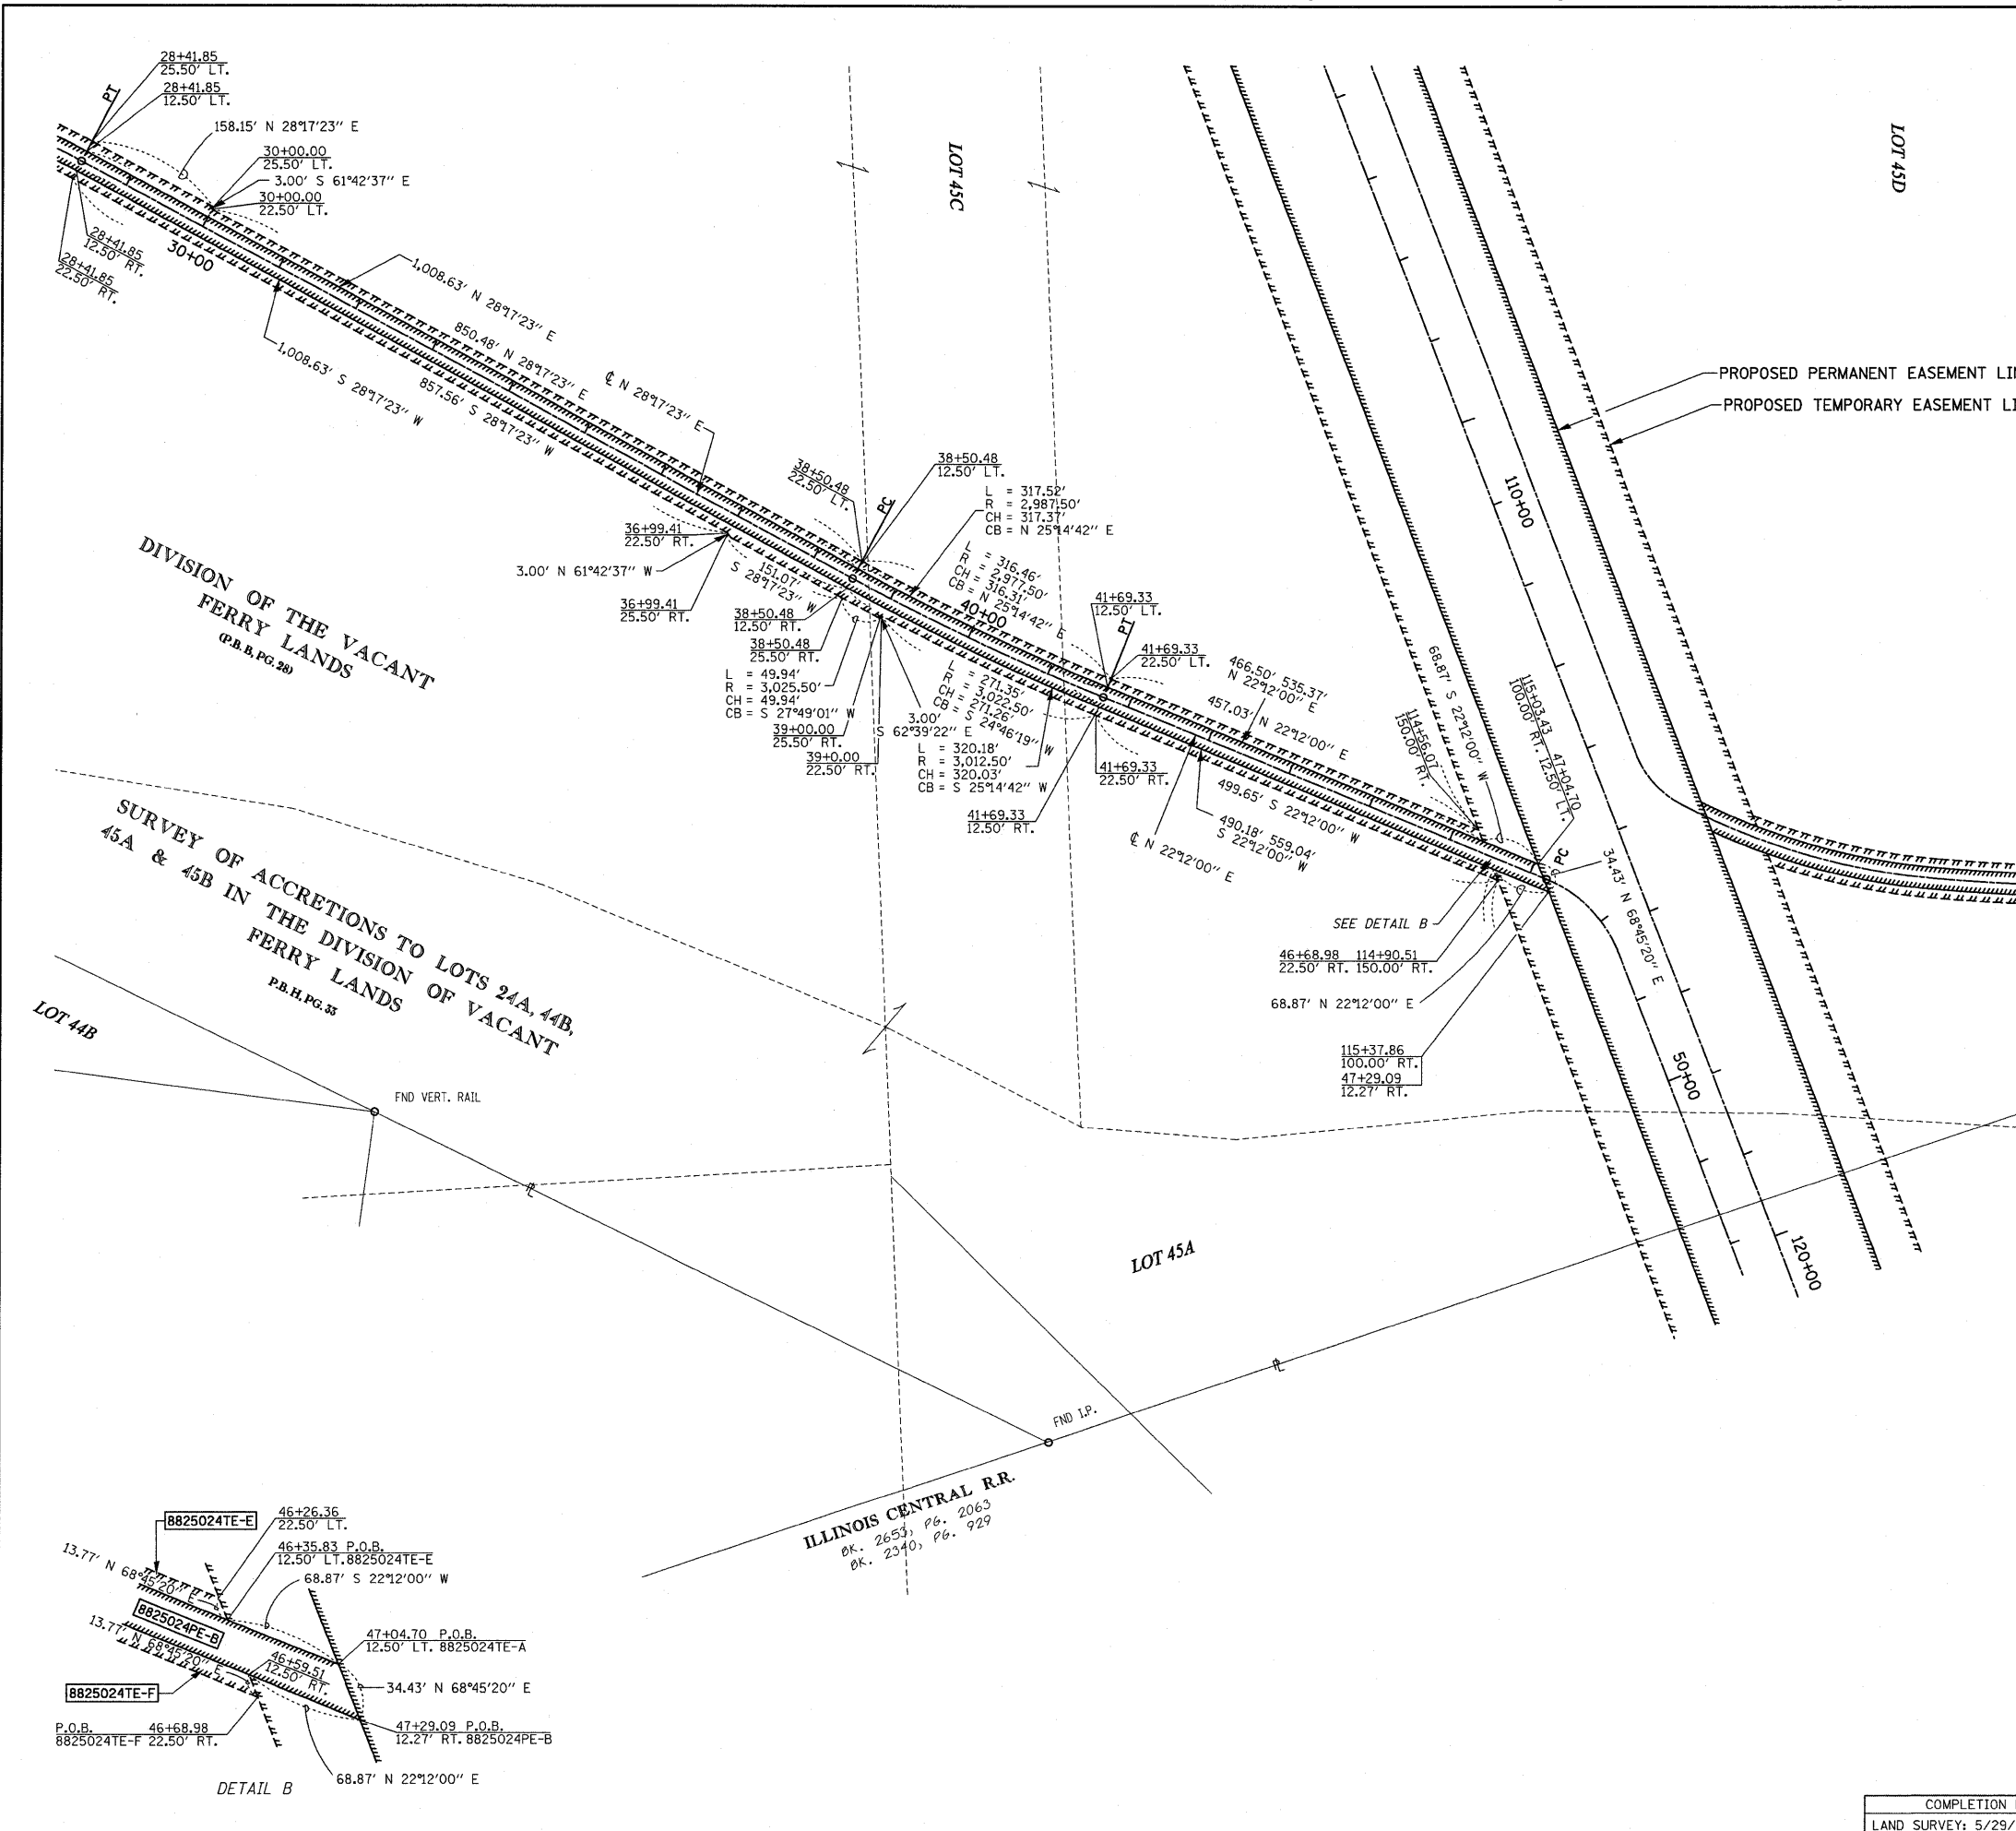 28+41.85
25.50' LT.
28+41.85
12.50' LT.
PI
158.15' N 28°17'23" E
30+00.00
25.50' LT.
3.00' S 61°42'37" E
30+00.00
22.50' LT.
28+41.85
12.50' RT.
28+41.85
22.50' RT.
30+00
1,008.63' N 28°17'23" E
850.48' N 28°17'23" E
℄ N 28°17'23" E
1,008.63' S 28°17'23" W
857.56' S 28°17'23" W
LOT 45C
LOT 45D
PROPOSED PERMANENT EASEMENT LI
PROPOSED TEMPORARY EASEMENT LI
110+00
38+50.48
22.50' LT.
PC
38+50.48
12.50' LT.
L = 317.52'
R = 2,987.50'
CH = 317.37'
CB = N 25°14'42" E
L = 316.46'
R = 2,977.50'
CH = 316.31'
CB = N 25°14'42" E
40+00
36+99.41
22.50' RT.
3.00' N 61°42'37" W
36+99.41
25.50' RT.
151.07'
S 28°17'23" W
38+50.48
12.50' RT.
38+50.48
25.50' RT.
L = 49.94'
R = 3,025.50'
CH = 49.94'
CB = S 27°49'01" W
39+00.00
25.50' RT.
39+0.00
22.50' RT.
3.00'
S 62°39'22" E
L = 271.35'
R = 3,022.50'
CH = 271.26'
CB = S 24°46'19" W
L = 320.18'
R = 3,012.50'
CH = 320.03'
CB = S 25°14'42" W
41+69.33
12.50' LT.
PT
41+69.33
22.50' LT.
41+69.33
22.50' RT.
41+69.33
12.50' RT.
466.50' 535.37'
N 22°12'00" E
457.03' N 22°12'00" E
499.65' S 22°12'00" W
490.18' 559.04'
S 22°12'00" W
℄ N 22°12'00" E
68.87' S 22°12'00" W
114+56.07
150.00' RT.
115+03.43 47+04.70
100.00' RT. 12.50' LT.
PC
34.43' N 68°45'20" E
SEE DETAIL B
46+68.98 114+90.51
22.50' RT. 150.00' RT.
68.87' N 22°12'00" E
115+37.86
100.00' RT.
47+29.09
12.27' RT.
50+00
120+00
DIVISION OF THE VACANT
FERRY LANDS
(P.B. B, PG. 28)
SURVEY OF ACCRETIONS TO LOTS 24A, 44B,
45A & 45B IN THE DIVISION OF VACANT
FERRY LANDS
P.B. H, PG. 33
LOT 44B
FND VERT. RAIL
LOT 45A
FND I.P.
ILLINOIS CENTRAL R.R.
BK. 2653, PG. 2063
BK. 2340, PG. 929
8825024TE-E
46+26.36
22.50' LT.
46+35.83 P.O.B.
12.50' LT. 8825024TE-E
13.77' N 68°45'20" E
68.87' S 22°12'00" W
8825024PE-B
13.77' N 68°45'20" E
46+59.51
12.50' RT.
47+04.70 P.O.B.
12.50' LT. 8825024TE-A
34.43' N 68°45'20" E
8825024TE-F
P.O.B. 46+68.98
8825024TE-F 22.50' RT.
47+29.09 P.O.B.
12.27' RT. 8825024PE-B
68.87' N 22°12'00" E
DETAIL B
COMPLETION
LAND SURVEY: 5/29/